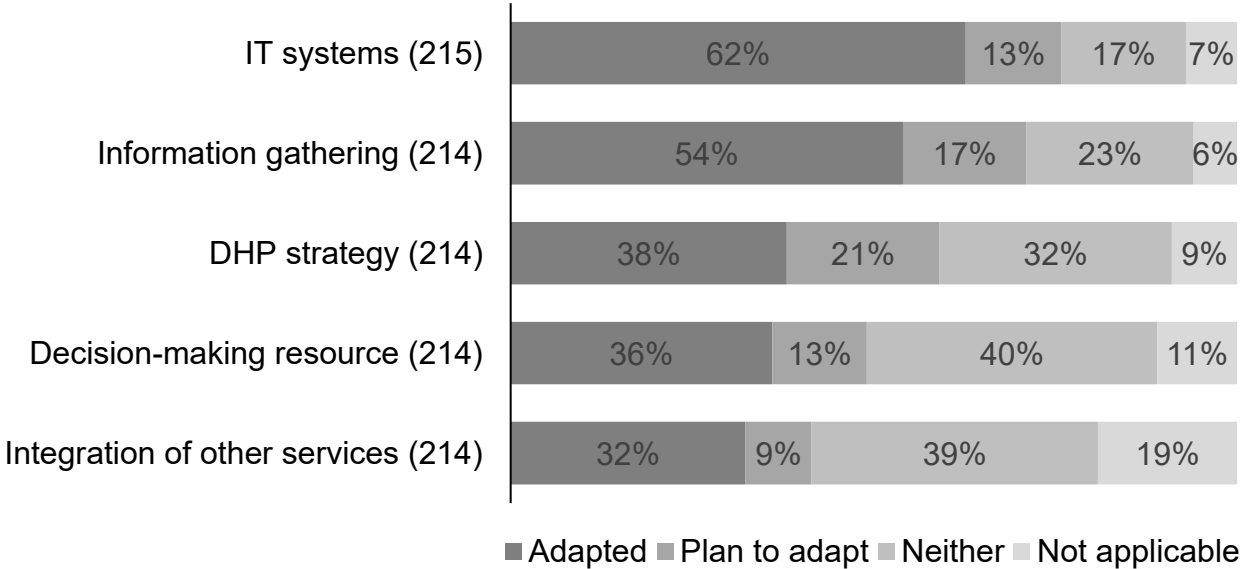 IT systems (215) 62% 13% 17% 7%
Information gathering (214) 54% 17% 23% 6%
DHP strategy (214) 38% 21% 32% 9%
Decision-making resource (214) 36% 13% 40% 11%
Integration of other services (214) 32% 9% 39% 19%
Adapted Plan to adapt Neither Not applicable